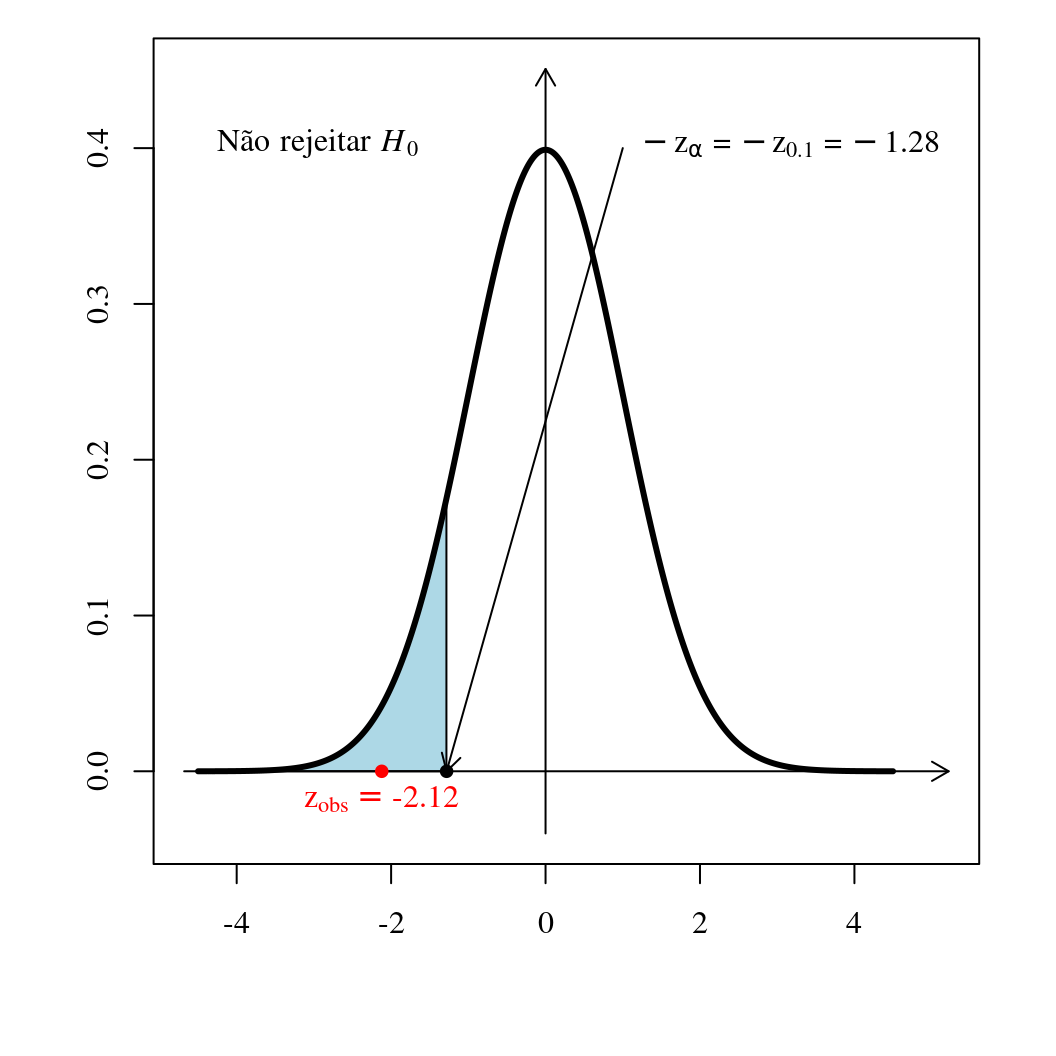 Não rejeitar H₀
− zα = − z0.1 = − 1.28
0.4
0.3
0.2
0.1
0.0
zobs = -2.12
-4 -2 0 2 4